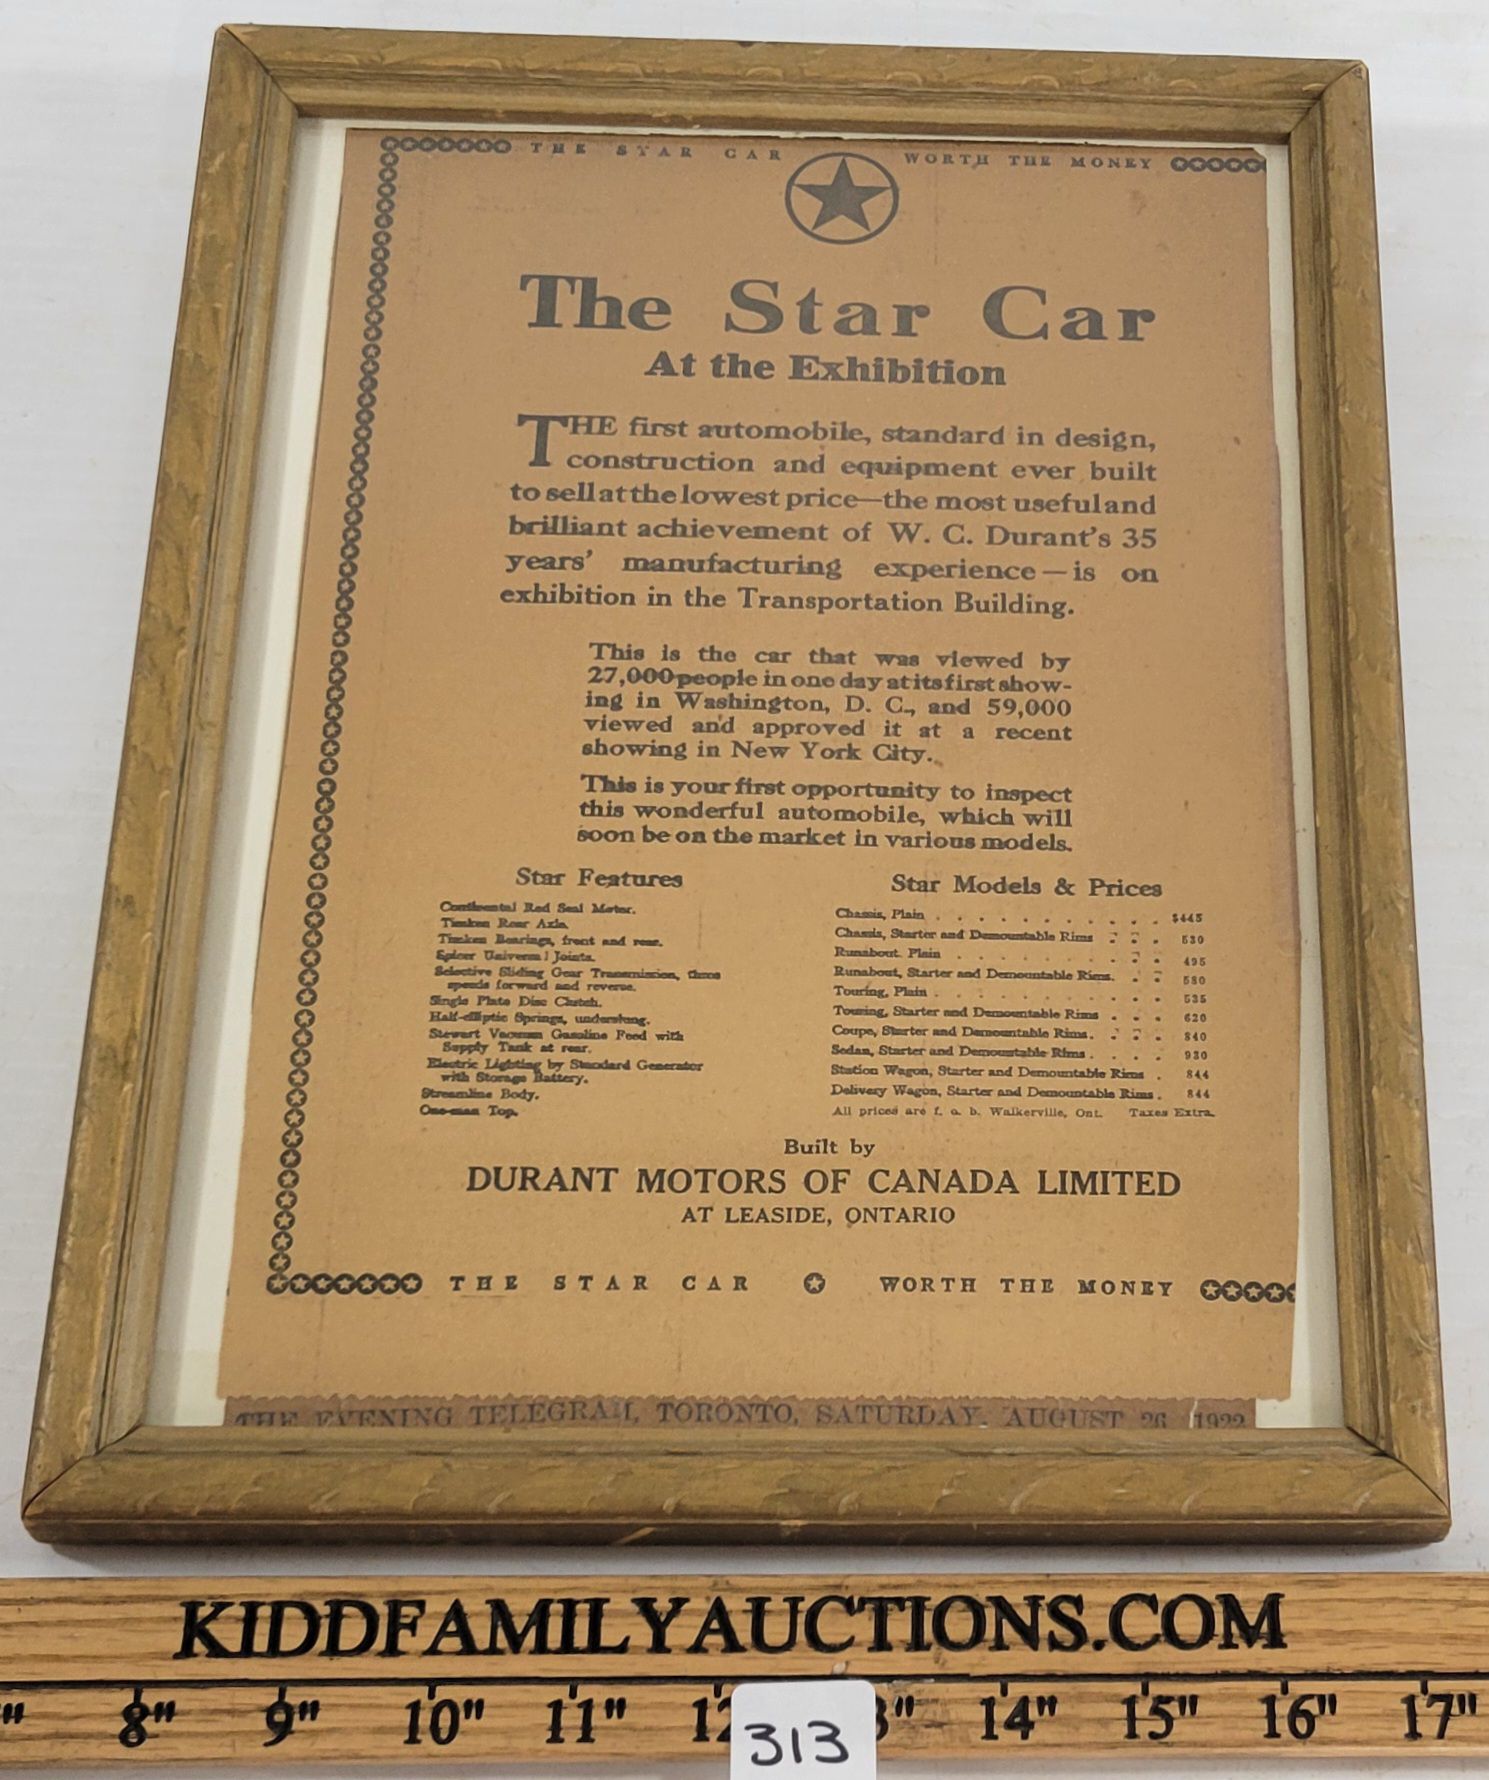 THE STAR CAR WORTH THE MONEY
The Star Car
At the Exhibition
THE first automobile, standard in design,
construction and equipment ever built
to sell at the lowest price—the most useful and
brilliant achievement of W. C. Durant's 35
years' manufacturing experience—is on
exhibition in the Transportation Building.
This is the car that was viewed by
27,000 people in one day at its first show-
ing in Washington, D. C., and 59,000
viewed and approved it at a recent
showing in New York City.
This is your first opportunity to inspect
this wonderful automobile, which will
soon be on the market in various models.
Star Features
Continental Red Seal Motor.
Timken Rear Axle.
Timken Bearings, front and rear.
Spicer Universal Joints.
Selective Sliding Gear Transmission, three
speeds forward and reverse.
Single Plate Disc Clutch.
Half-elliptic Springs, underslung.
Stewart Vacuum Gasoline Feed with
Supply Tank at rear.
Electric Lighting by Standard Generator
with Storage Battery.
Streamline Body.
One-man Top.
Star Models & Prices
Chassis, Plain . . . . . . . . . . . $445
Chassis, Starter and Demountable Rims . . . 530
Runabout, Plain . . . . . . . . . . 495
Runabout, Starter and Demountable Rims. . . 580
Touring, Plain . . . . . . . . . . . 535
Touring, Starter and Demountable Rims . . . 620
Coupe, Starter and Demountable Rims. . . . 840
Sedan, Starter and Demountable Rims . . . . 930
Station Wagon, Starter and Demountable Rims . 844
Delivery Wagon, Starter and Demountable Rims . 844
All prices are f. o. b. Walkerville, Ont. Taxes Extra.
Built by
DURANT MOTORS OF CANADA LIMITED
AT LEASIDE, ONTARIO
THE STAR CAR WORTH THE MONEY
THE EVENING TELEGRAM, TORONTO, SATURDAY, AUGUST 26, 1922
KIDDFAMILYAUCTIONS.COM
8" 9" 10" 11" 12 3" 14" 15" 16" 17"
313